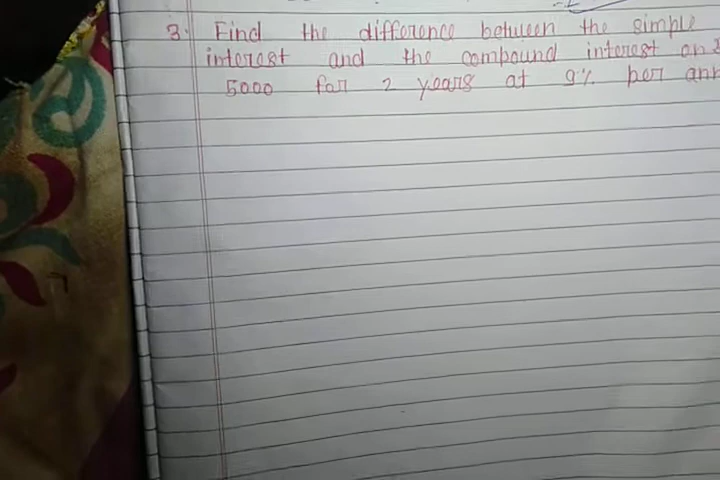 3. Find the difference between the simple
interest and the compound interest on
5000 for 2 years at 9% per